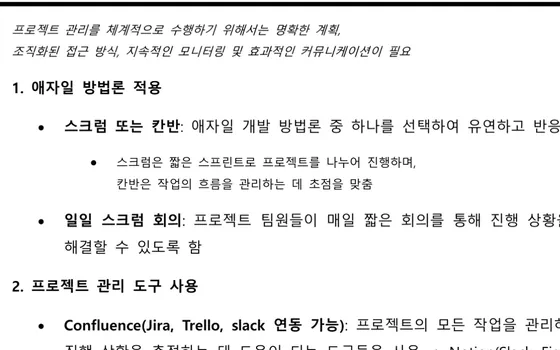 프로젝트 관리를 체계적으로 수행하기 위해서는 명확한 계획,
조직화된 접근 방식, 지속적인 모니터링 및 효과적인 커뮤니케이션이 필요
1. 애자일 방법론 적용
• 스크럼 또는 칸반: 애자일 개발 방법론 중 하나를 선택하여 유연하고 반응
• 스크럼은 짧은 스프린트로 프로젝트를 나누어 진행하며,
칸반은 작업의 흐름을 관리하는 데 초점을 맞춤
• 일일 스크럼 회의: 프로젝트 팀원들이 매일 짧은 회의를 통해 진행 상황을
해결할 수 있도록 함
2. 프로젝트 관리 도구 사용
• Confluence(Jira, Trello, slack 연동 가능): 프로젝트의 모든 작업을 관리하